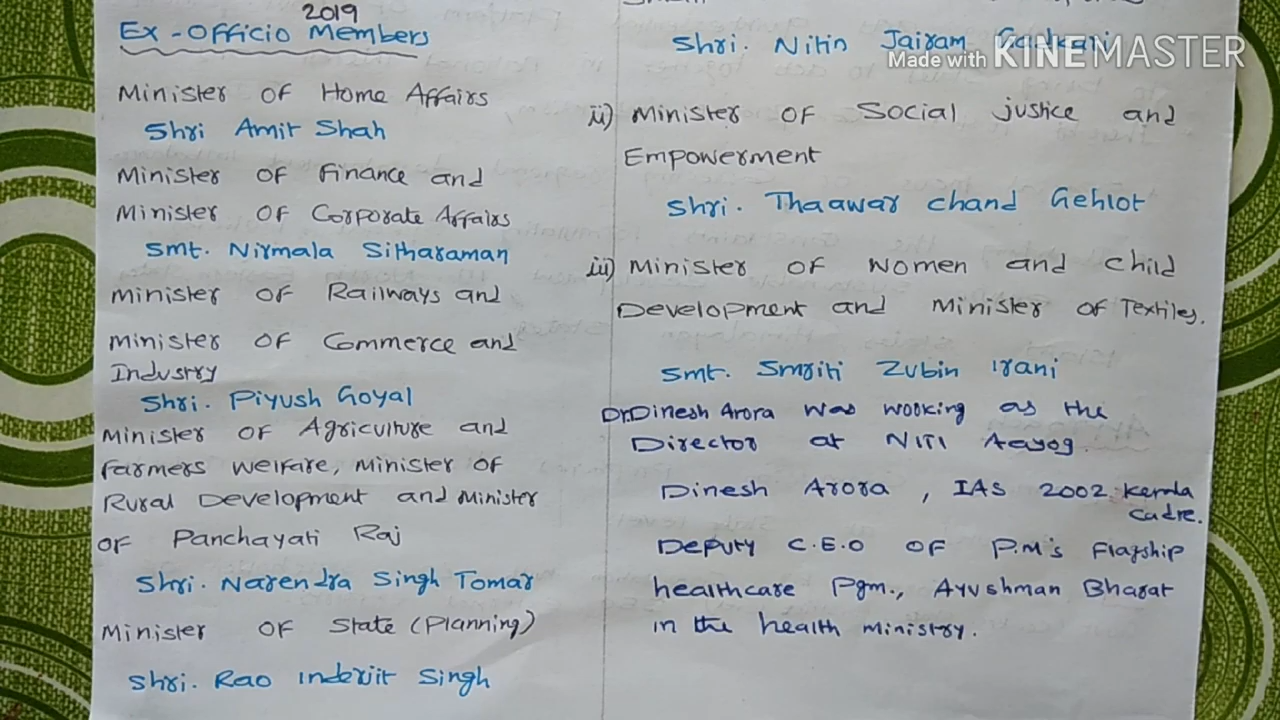 2019
Ex-Officio Members
Minister of Home Affairs
Shri Amit Shah
Minister of Finance and
Minister of Corporate Affairs
Smt. Nirmala Sitharaman
Minister of Railways and
Minister of Commerce and
Industry
Shri. Piyush Goyal
Minister of Agriculture and
Farmers welfare, Minister of
Rural Development and Minister
of Panchayati Raj
Shri. Narendra Singh Tomar
Minister of State (Planning)
Shri. Rao Inderjit Singh
Shri. Nitin Jairam Gadkari
Made with KINEMASTER
ii) Minister of Social justice and
Empowerment
Shri. Thaawar Chand Gehlot
iii) Minister of Women and Child
Development and Minister of Textiles.
Smt. Smriti Zubin Irani
Dr.Dinesh Arora was working as the
Director at NITI Aayog.
Dinesh Arora, IAS 2002 Kerala
Cadre.
Deputy C.E.O of P.M's Flagship
healthcare Pgm., Ayushman Bharat
in the health ministry.